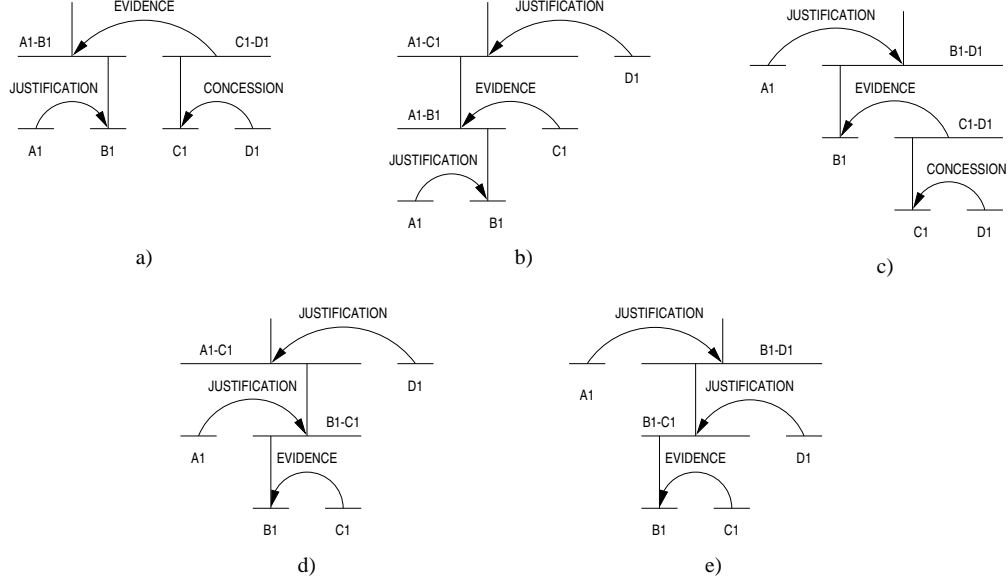 EVIDENCE
A1-B1 C1-D1
JUSTIFICATION CONCESSION
A1 B1 C1 D1
a)
JUSTIFICATION
A1-C1
D1
EVIDENCE
A1-B1
C1
JUSTIFICATION
A1 B1
b)
JUSTIFICATION
B1-D1
A1
EVIDENCE
C1-D1
B1
CONCESSION
C1 D1
c)
JUSTIFICATION
A1-C1
D1
JUSTIFICATION
B1-C1
A1
EVIDENCE
B1 C1
d)
JUSTIFICATION
B1-D1
A1
JUSTIFICATION
B1-C1
D1
EVIDENCE
B1 C1
e)